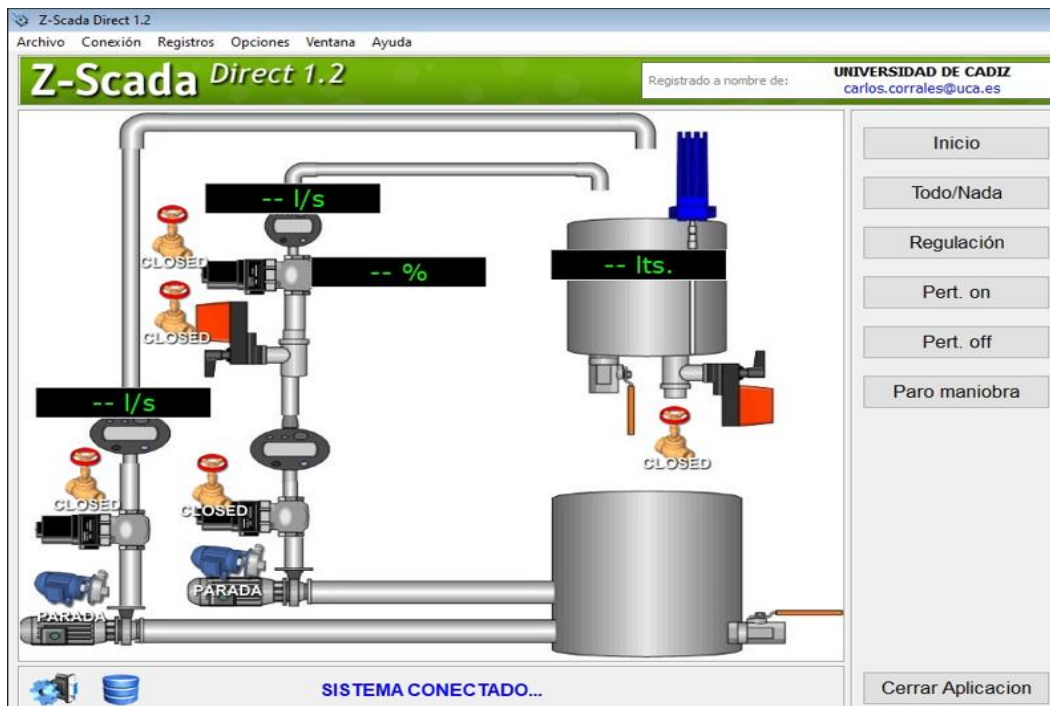 Z-Scada Direct 1.2
Archivo Conexión Registros Opciones Ventana Ayuda
Z-Scada Direct 1.2
Registrado a nombre de:
UNIVERSIDAD DE CADIZ
carlos.corrales@uca.es
Inicio
Todo/Nada
Regulación
Pert. on
Pert. off
Paro maniobra
-- l/s
CLOSED
-- %
-- lts.
CLOSED
-- l/s
CLOSED
CLOSED
CLOSED
PARADA
PARADA
SISTEMA CONECTADO...
Cerrar Aplicacion